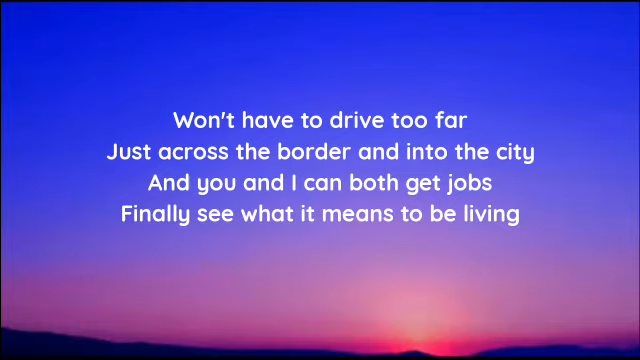 Won't have to drive too far
Just across the border and into the city
And you and I can both get jobs
Finally see what it means to be living